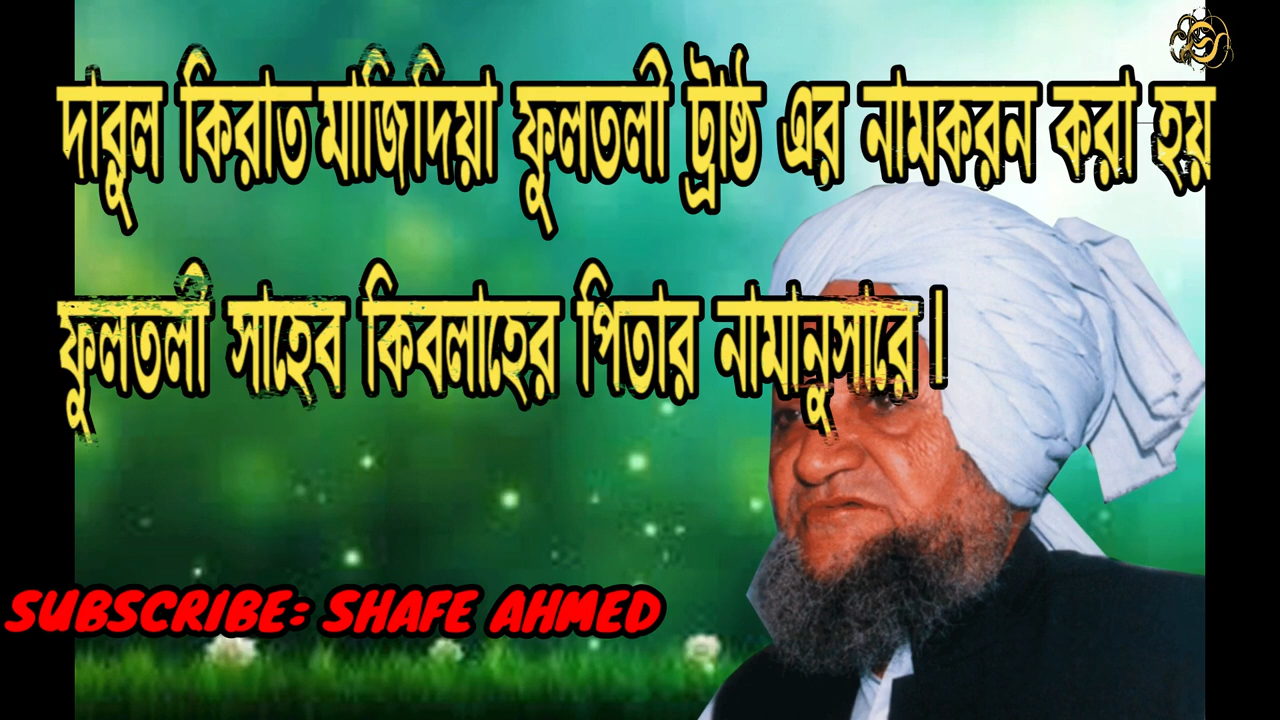 দারুল কিরাত মাজিদিয়া ফুলতলী ট্রাষ্ঠ এর নামকরন করা হয়
ফুলতলী সাহেব কিবলাহের পিতার নামানুসারে।
SUBSCRIBE: SHAFE AHMED